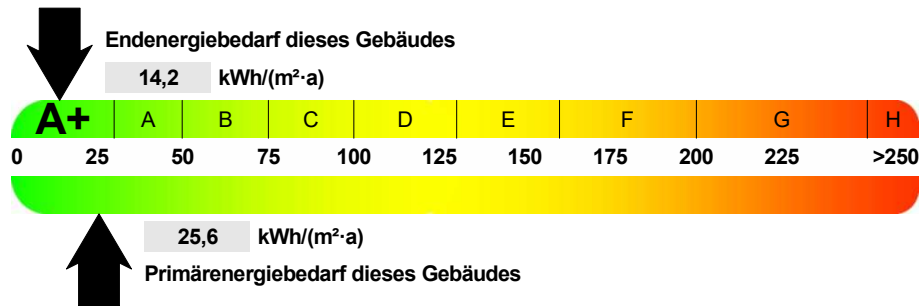 Endenergiebedarf dieses Gebäudes
14,2 kWh/(m²·a)
A+ A B C D E F G H
0 25 50 75 100 125 150 175 200 225 >250
25,6 kWh/(m²·a)
Primärenergiebedarf dieses Gebäudes